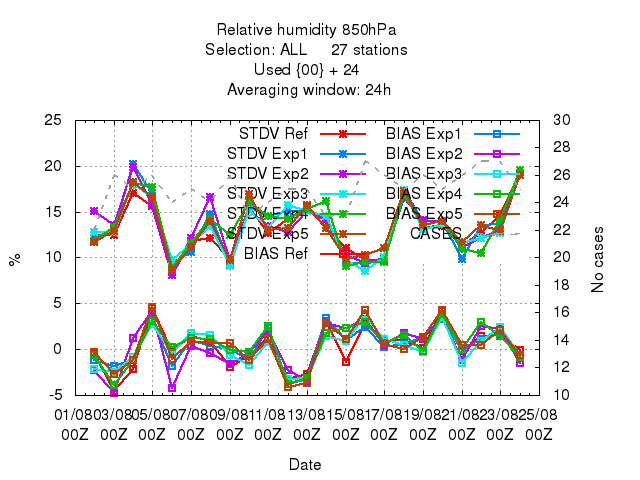 Relative humidity 850hPa
Selection: ALL 27 stations
Used {00} + 24
Averaging window: 24h
25
20
15
10
5
0
-5
%
30
28
26
24
22
20
18
16
14
12
10
No cases
STDV Ref
STDV Exp1
STDV Exp2
STDV Exp3
STDV Exp4
STDV Exp5
BIAS Ref
BIAS Exp1
BIAS Exp2
BIAS Exp3
BIAS Exp4
BIAS Exp5
CASES
01/08 03/08 05/08 07/08 09/08 11/08 13/08 15/08 17/08 19/08 21/08 23/08 25/08
00Z 00Z 00Z 00Z 00Z 00Z 00Z 00Z 00Z 00Z 00Z 00Z 00Z
Date